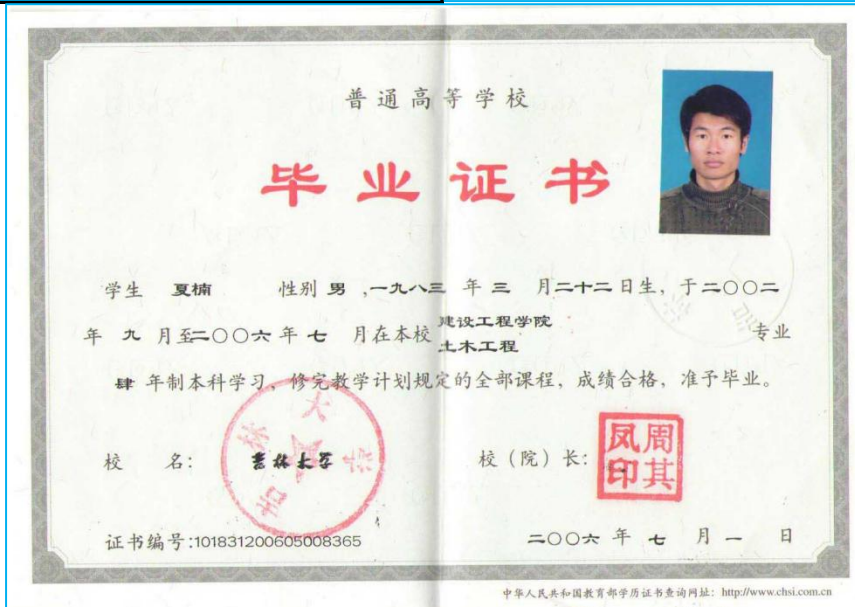 普通高等学校
毕业证书
学生 夏楠 性别 男 ,一九八三 年 三 月二十二日生，于二〇〇二
年 九 月至二〇〇六年 七 月在本校 建设工程学院 土木工程 专业
肆 年制本科学习，修完教学计划规定的全部课程，成绩合格，准予毕业。
校 名： 吉林大学
吉林大学
校（院）长：
周其凤印
证书编号:101831200605008365
二〇〇六 年 七 月 一 日
中华人民共和国教育部学历证书查询网址：http://www.chsi.com.cn